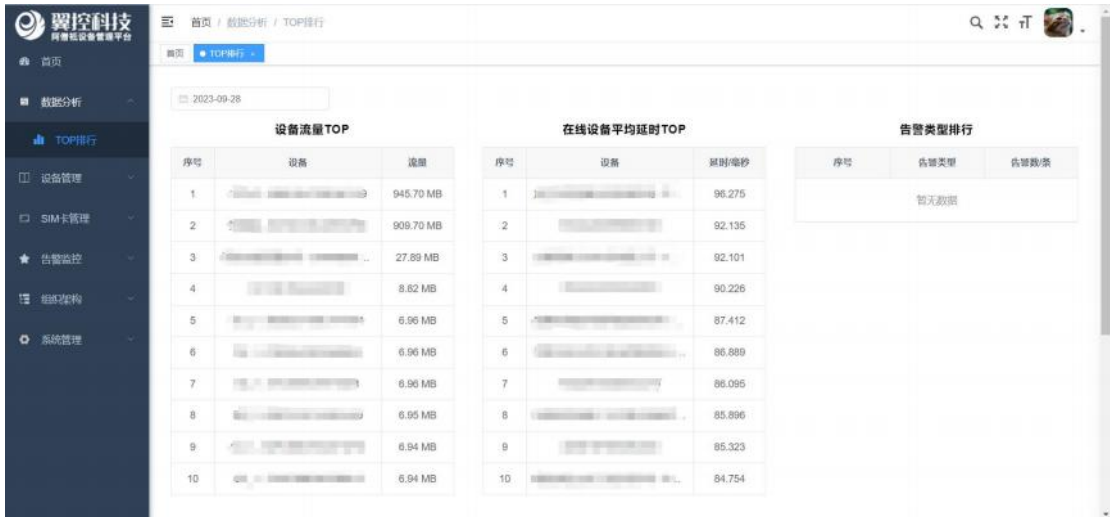 翼控科技
阿僧祇设备管理平台
首页 / 数据分析 / TOP排行
首页
TOP排行 ×
首页
数据分析
TOP排行
设备管理
SIM卡管理
告警监控
组织架构
系统管理
2023-09-28
设备流量TOP
序号 设备 流量
1 945.70 MB
2 909.70 MB
3 27.89 MB
4 8.82 MB
5 6.96 MB
6 6.96 MB
7 6.96 MB
8 6.95 MB
9 6.94 MB
10 6.94 MB
在线设备平均延时TOP
序号 设备 延时/毫秒
1 96.275
2 92.135
3 92.101
4 90.226
5 87.412
6 86.889
7 86.095
8 85.896
9 85.323
10 84.754
告警类型排行
序号 告警类型 告警数/条
暂无数据